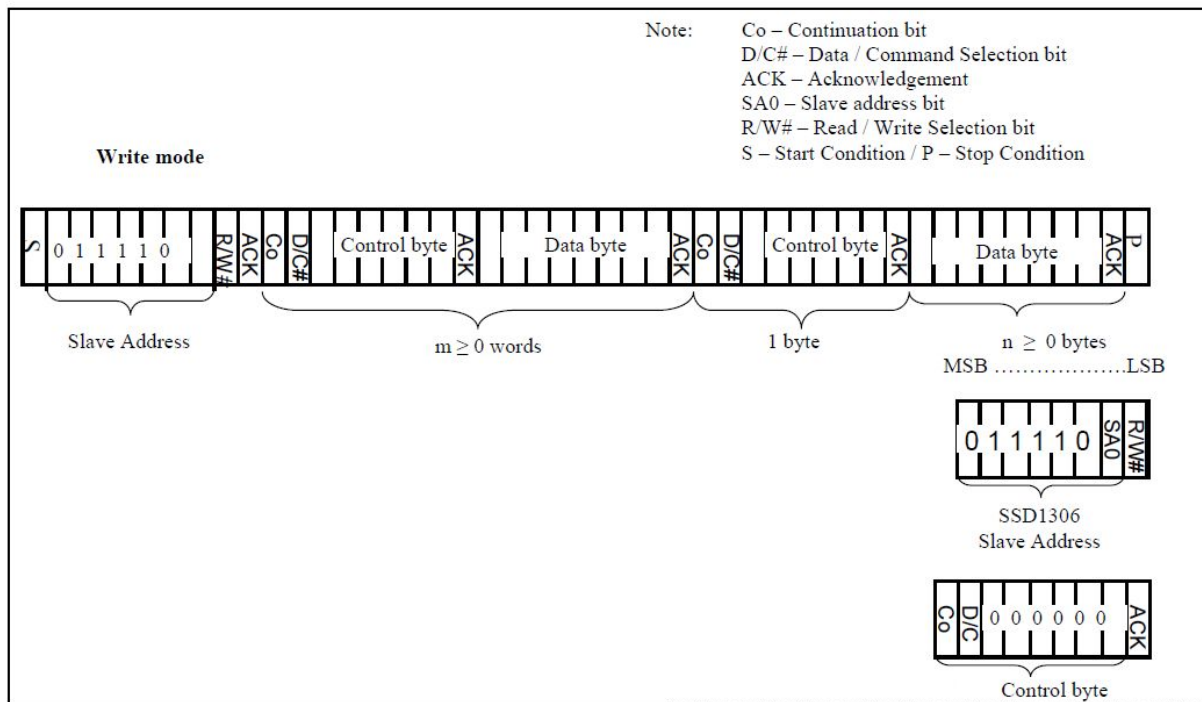 Note: Co – Continuation bit
D/C# – Data / Command Selection bit
ACK – Acknowledgement
SA0 – Slave address bit
R/W# – Read / Write Selection bit
S – Start Condition / P – Stop Condition
Write mode
S 0 1 1 1 1 0 R/W# ACK Co D/C# Control byte ACK Data byte ACK Co D/C# Control byte ACK Data byte ACK P
Slave Address
m ≥ 0 words
1 byte
n ≥ 0 bytes
MSB ......................LSB
0 1 1 1 1 0 SA0 R/W#
SSD1306
Slave Address
Co D/C 0 0 0 0 0 0 ACK
Control byte